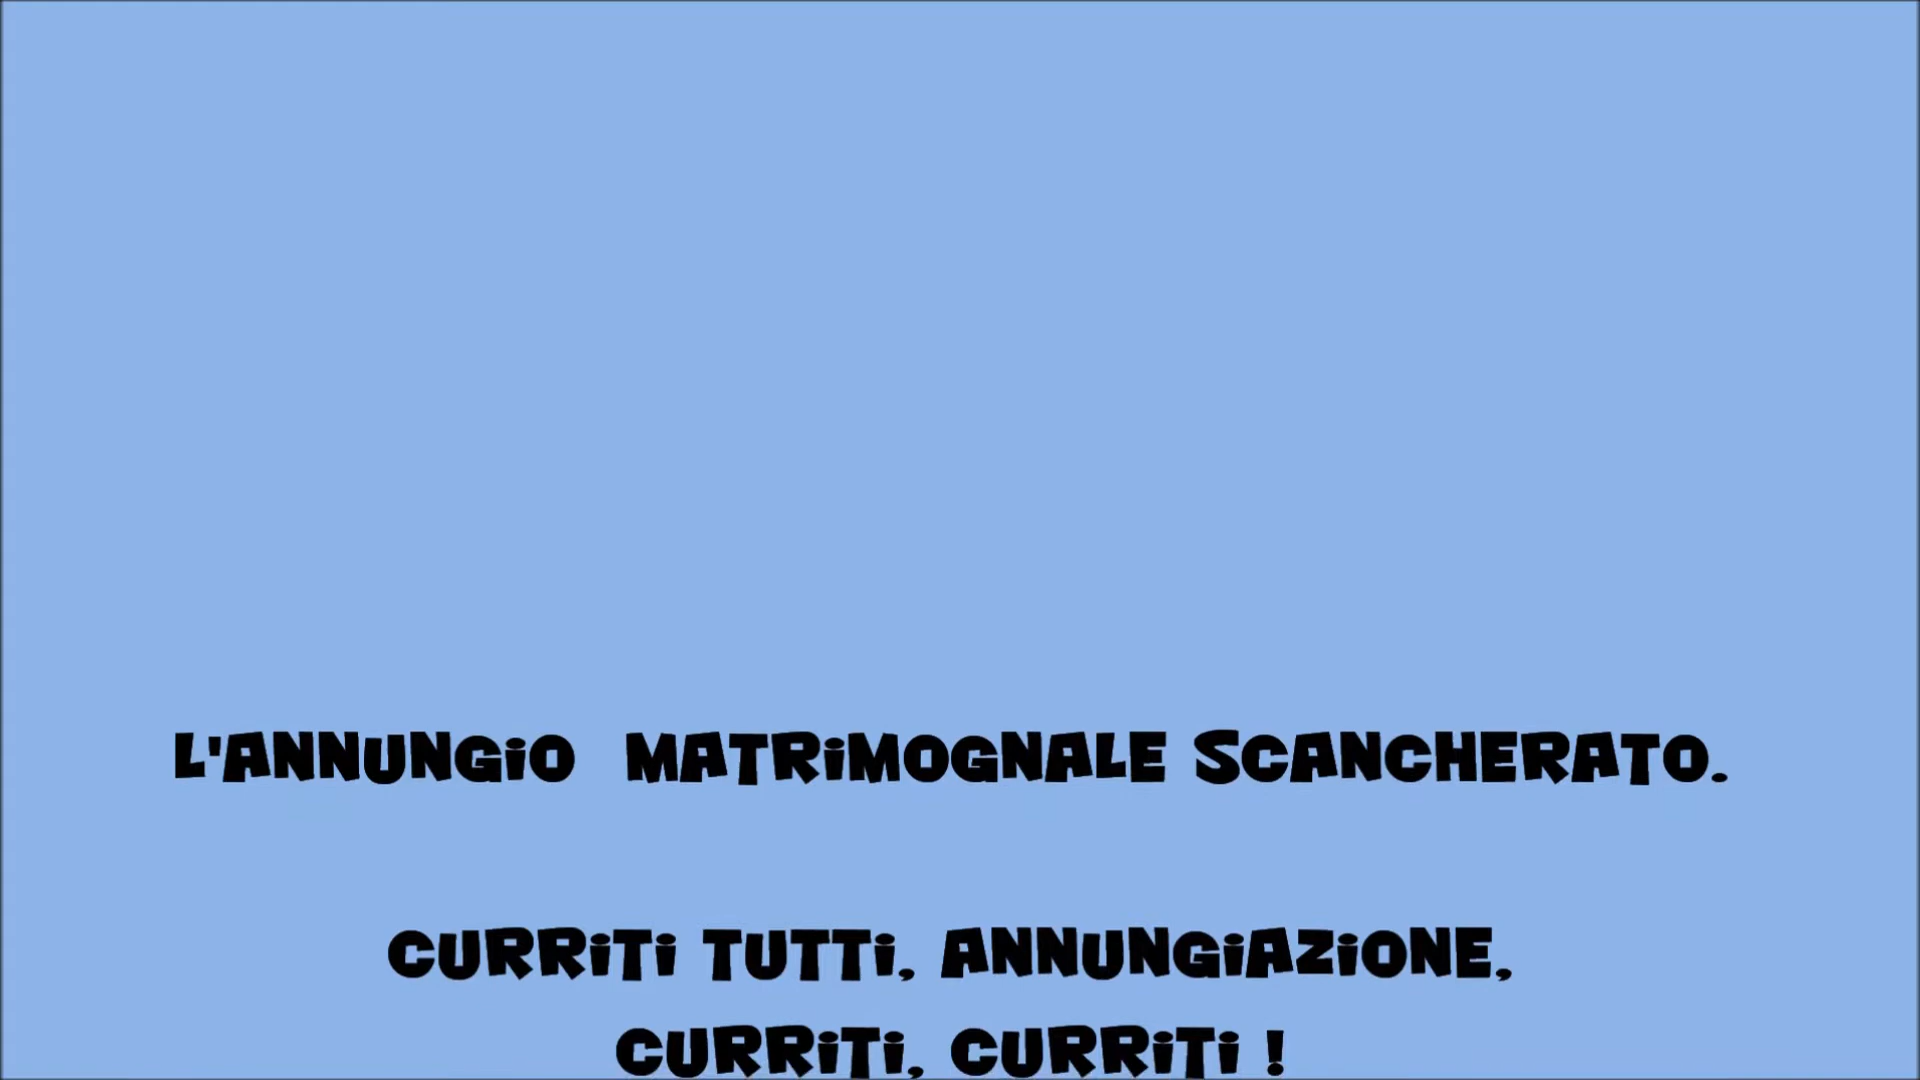 L'ANNUNGIO MATRIMOGNALE SCANCHERATO.
CURRITI TUTTI, ANNUNGIAZIONE,
CURRITI, CURRITI !